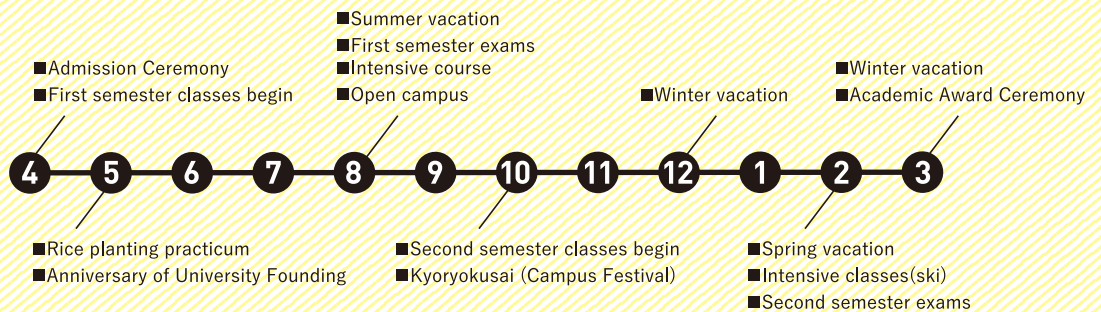 ■Summer vacation
■First semester exams
■Intensive course
■Open campus
■Admission Ceremony
■First semester classes begin
■Winter vacation
■Winter vacation
■Academic Award Ceremony
4 5 6 7 8 9 10 11 12 1 2 3
■Rice planting practicum
■Anniversary of University Founding
■Second semester classes begin
■Kyoryokusai (Campus Festival)
■Spring vacation
■Intensive classes(ski)
■Second semester exams